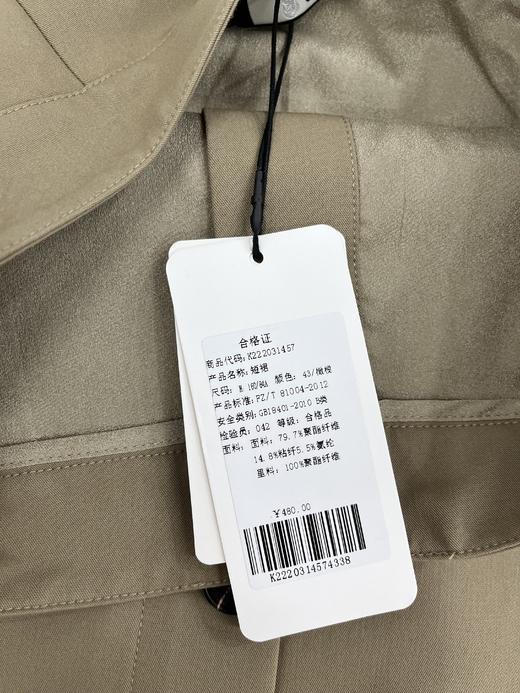 合格证
商品代码: K222031457
产品名称: 短裙
尺码: M 160/84A 颜色: 43/橄榄
产品标准: FZ/T 81004-2012
安全类别: GB18401-2010 B类
检验员: 042 等级: 合格品
面料: 面料: 79.7%聚酯纤维
14.8%粘纤5.5%氨纶
里料: 100%聚酯纤维
¥480.00
K2220314574338